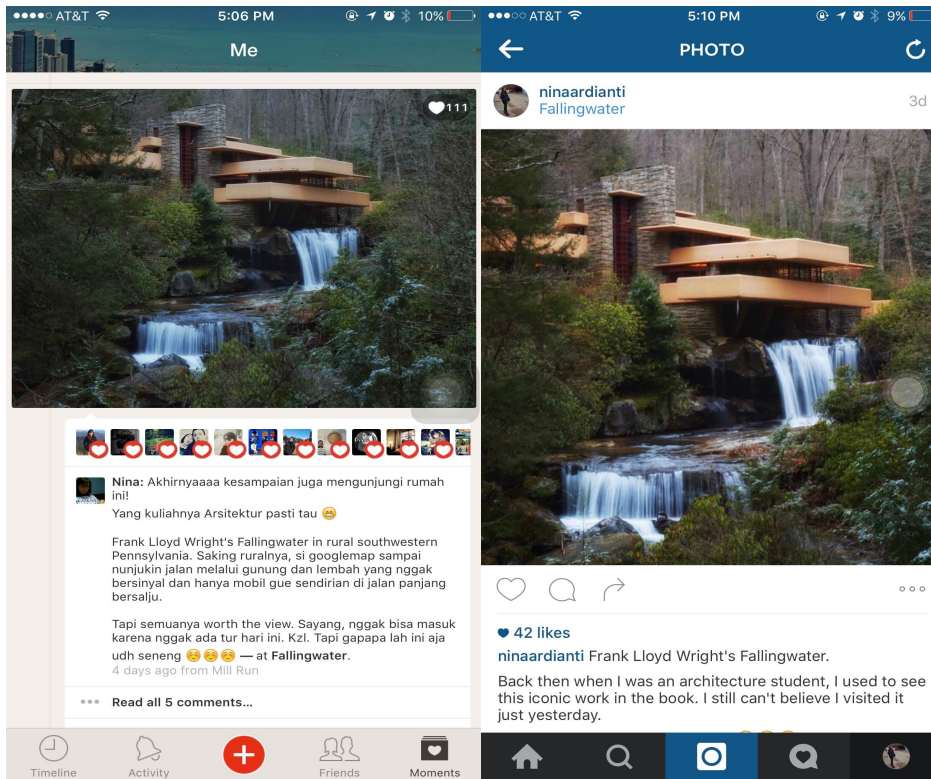 AT&T 5:06 PM 10%
Me
111
Nina: Akhirnyaaaa kesampaian juga mengunjungi rumah
ini!
Yang kuliahnya Arsitektur pasti tau 😁
Frank Lloyd Wright's Fallingwater in rural southwestern
Pennsylvania. Saking ruralnya, si googlemap sampai
nunjukin jalan melalui gunung dan lembah yang nggak
bersinyal dan hanya mobil gue sendirian di jalan panjang
bersalju.
Tapi semuanya worth the view. Sayang, nggak bisa masuk
karena nggak ada tur hari ini. Kzl. Tapi gapapa lah ini aja
udh seneng ☺️☺️☺️ — at Fallingwater.
4 days ago from Mill Run
Read all 5 comments...
Timeline
Activity
Friends
Moments
AT&T 5:10 PM 9%
PHOTO
ninaardianti
Fallingwater
3d
42 likes
ninaardianti Frank Lloyd Wright's Fallingwater.
Back then when I was an architecture student, I used to see
this iconic work in the book. I still can't believe I visited it
just yesterday.